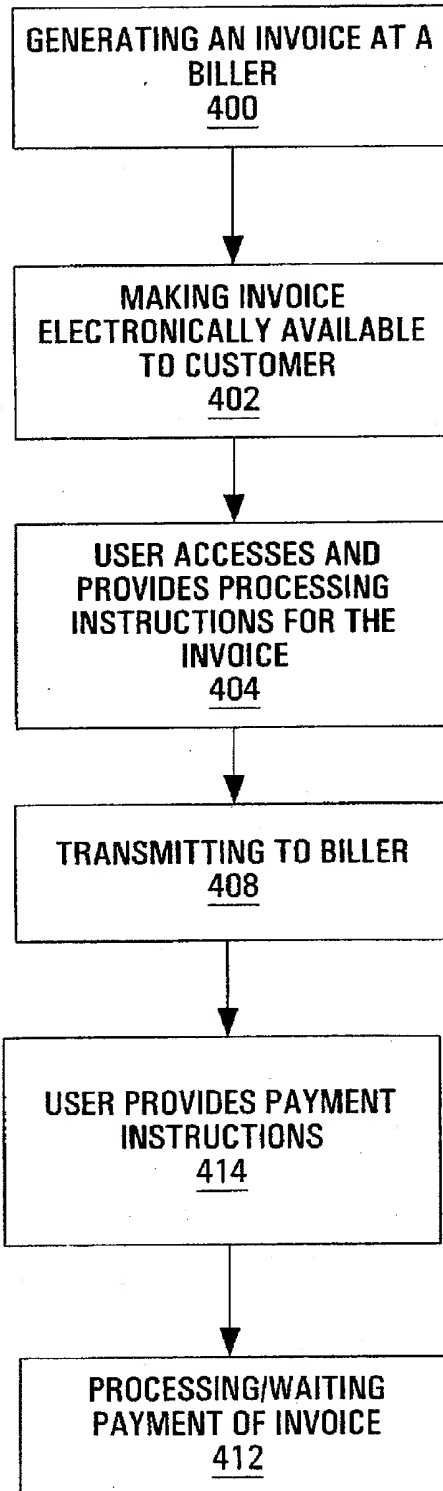 GENERATING AN INVOICE AT A
BILLER
400
MAKING INVOICE
ELECTRONICALLY AVAILABLE
TO CUSTOMER
402
USER ACCESSES AND
PROVIDES PROCESSING
INSTRUCTIONS FOR THE
INVOICE
404
TRANSMITTING TO BILLER
408
USER PROVIDES PAYMENT
INSTRUCTIONS
414
PROCESSING/WAITING
PAYMENT OF INVOICE
412